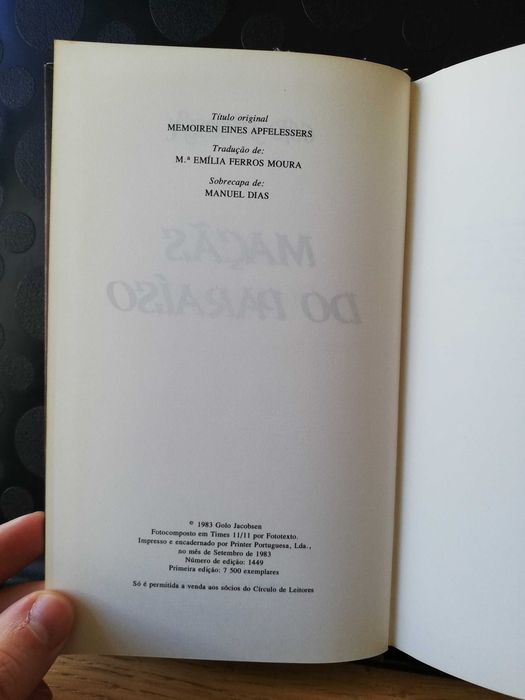 Título original
MEMOIREN EINES APFELESSERS
Tradução de:
M.ª EMÍLIA FERROS MOURA
Sobrecapa de:
MANUEL DIAS
MAÇÃS
DO PARAÍSO
© 1983 Golo Jacobsen
Fotocomposto em Times 11/11 por Fototexto.
Impresso e encadernado por Printer Portuguesa, Lda.,
no mês de Setembro de 1983
Número de edição: 1449
Primeira edição: 7 500 exemplares
Só é permitida a venda aos sócios do Círculo de Leitores